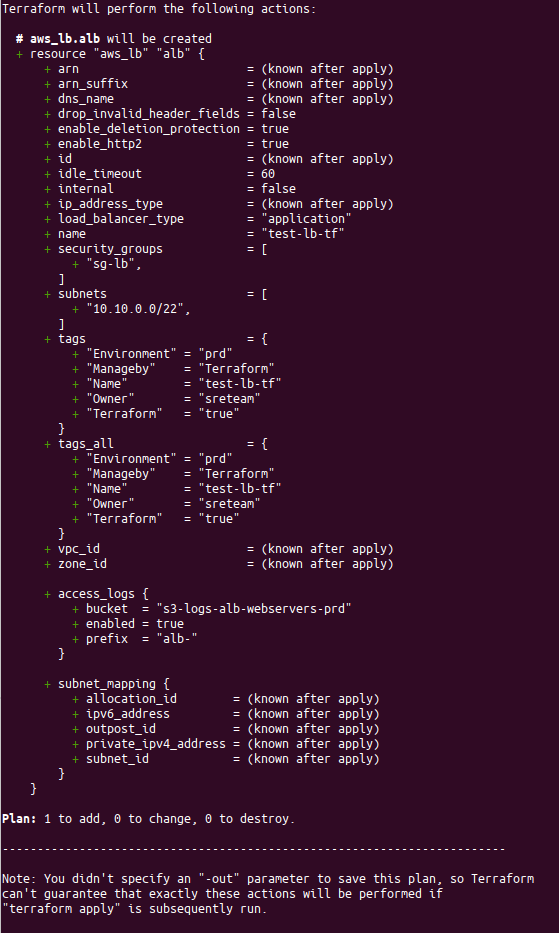 Terraform will perform the following actions:
# aws_lb.alb will be created
+ resource "aws_lb" "alb" {
+ arn = (known after apply)
+ arn_suffix = (known after apply)
+ dns_name = (known after apply)
+ drop_invalid_header_fields = false
+ enable_deletion_protection = true
+ enable_http2 = true
+ id = (known after apply)
+ idle_timeout = 60
+ internal = false
+ ip_address_type = (known after apply)
+ load_balancer_type = "application"
+ name = "test-lb-tf"
+ security_groups = [
+ "sg-lb",
]
+ subnets = [
+ "10.10.0.0/22",
]
+ tags = {
+ "Environment" = "prd"
+ "Manageby" = "Terraform"
+ "Name" = "test-lb-tf"
+ "Owner" = "sreteam"
+ "Terraform" = "true"
}
+ tags_all = {
+ "Environment" = "prd"
+ "Manageby" = "Terraform"
+ "Name" = "test-lb-tf"
+ "Owner" = "sreteam"
+ "Terraform" = "true"
}
+ vpc_id = (known after apply)
+ zone_id = (known after apply)
+ access_logs {
+ bucket = "s3-logs-alb-webservers-prd"
+ enabled = true
+ prefix = "alb-"
}
+ subnet_mapping {
+ allocation_id = (known after apply)
+ ipv6_address = (known after apply)
+ outpost_id = (known after apply)
+ private_ipv4_address = (known after apply)
+ subnet_id = (known after apply)
}
}
Plan: 1 to add, 0 to change, 0 to destroy.
------------------------------------------------------------------------
Note: You didn't specify an "-out" parameter to save this plan, so Terraform
can't guarantee that exactly these actions will be performed if
"terraform apply" is subsequently run.